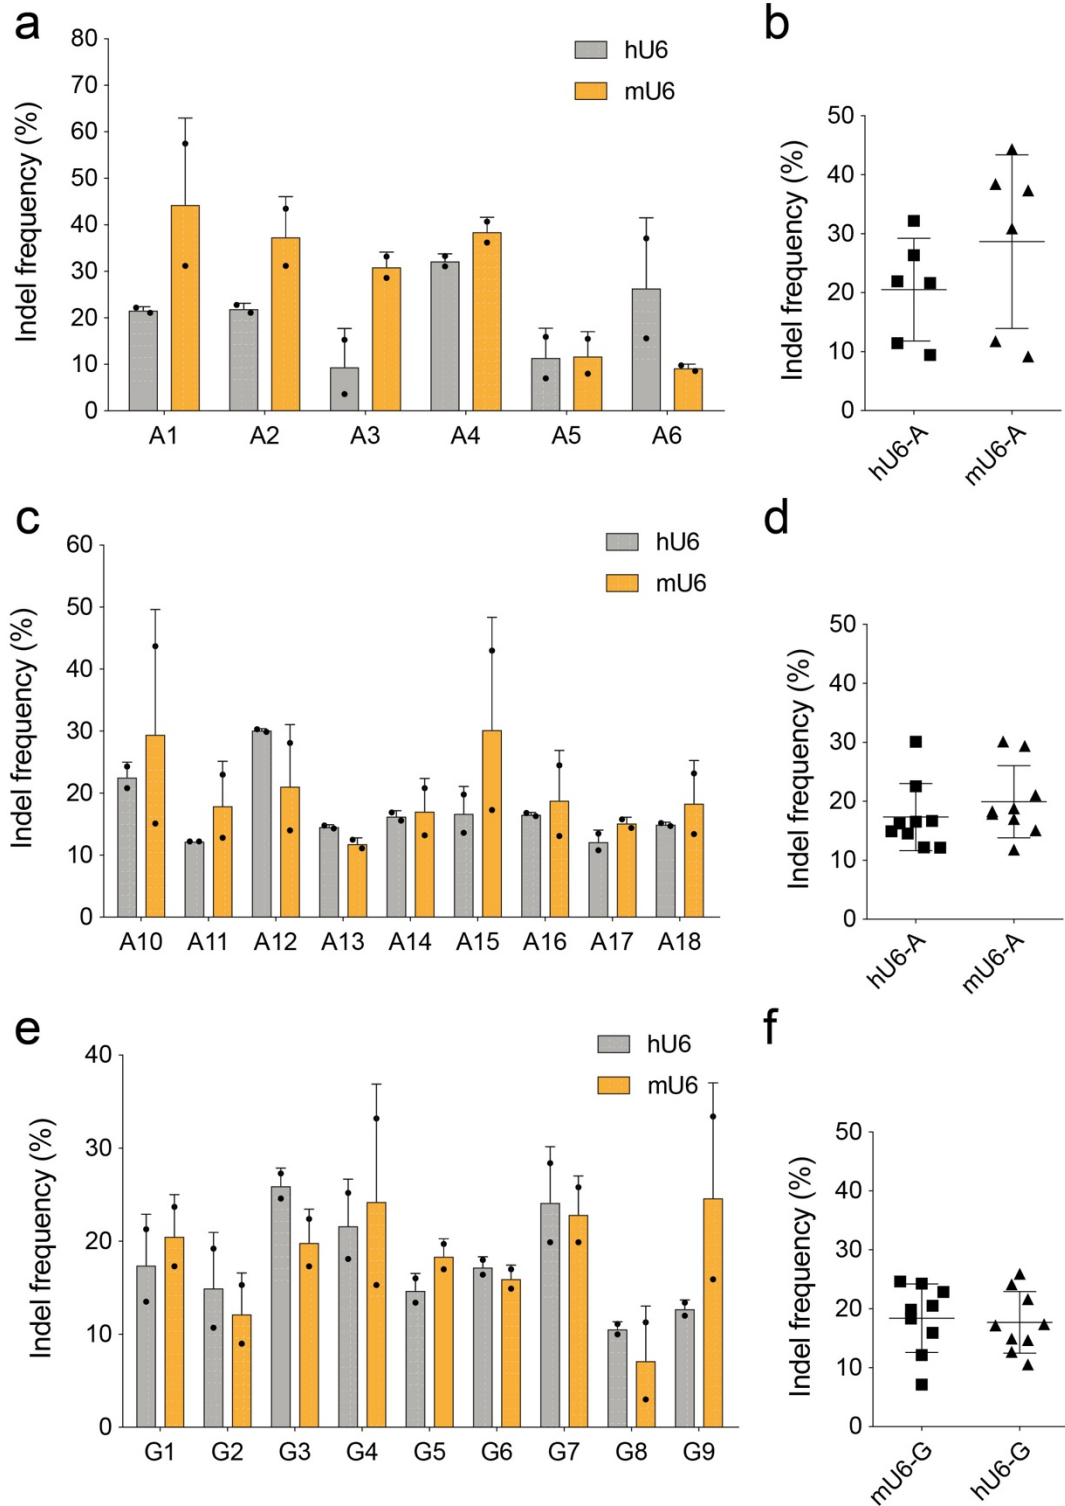 a
80
70
60
50
40
30
20
10
0
Indel frequency (%)
hU6
mU6
A1 A2 A3 A4 A5 A6
b
50
40
30
20
10
0
Indel frequency (%)
hU6-A mU6-A
c
60
50
40
30
20
10
0
Indel frequency (%)
hU6
mU6
A10 A11 A12 A13 A14 A15 A16 A17 A18
d
50
40
30
20
10
0
Indel frequency (%)
hU6-A mU6-A
e
40
30
20
10
0
Indel frequency (%)
hU6
mU6
G1 G2 G3 G4 G5 G6 G7 G8 G9
f
50
40
30
20
10
0
Indel frequency (%)
mU6-G hU6-G